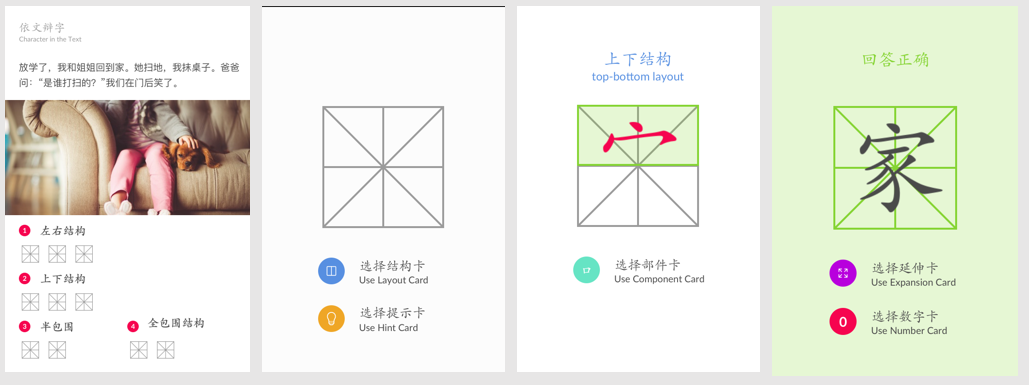 依文辩字
Character in the Text
放学了，我和姐姐回到家。她扫地，我抹桌子。爸爸
问：“是谁打扫的？”我们在门后笑了。
1 左右结构
2 上下结构
3 半包围
4 全包围结构
选择结构卡
Use Layout Card
选择提示卡
Use Hint Card
上下结构
top-bottom layout
宀
选择部件卡
Use Component Card
回答正确
家
选择延伸卡
Use Expansion Card
0
选择数字卡
Use Number Card